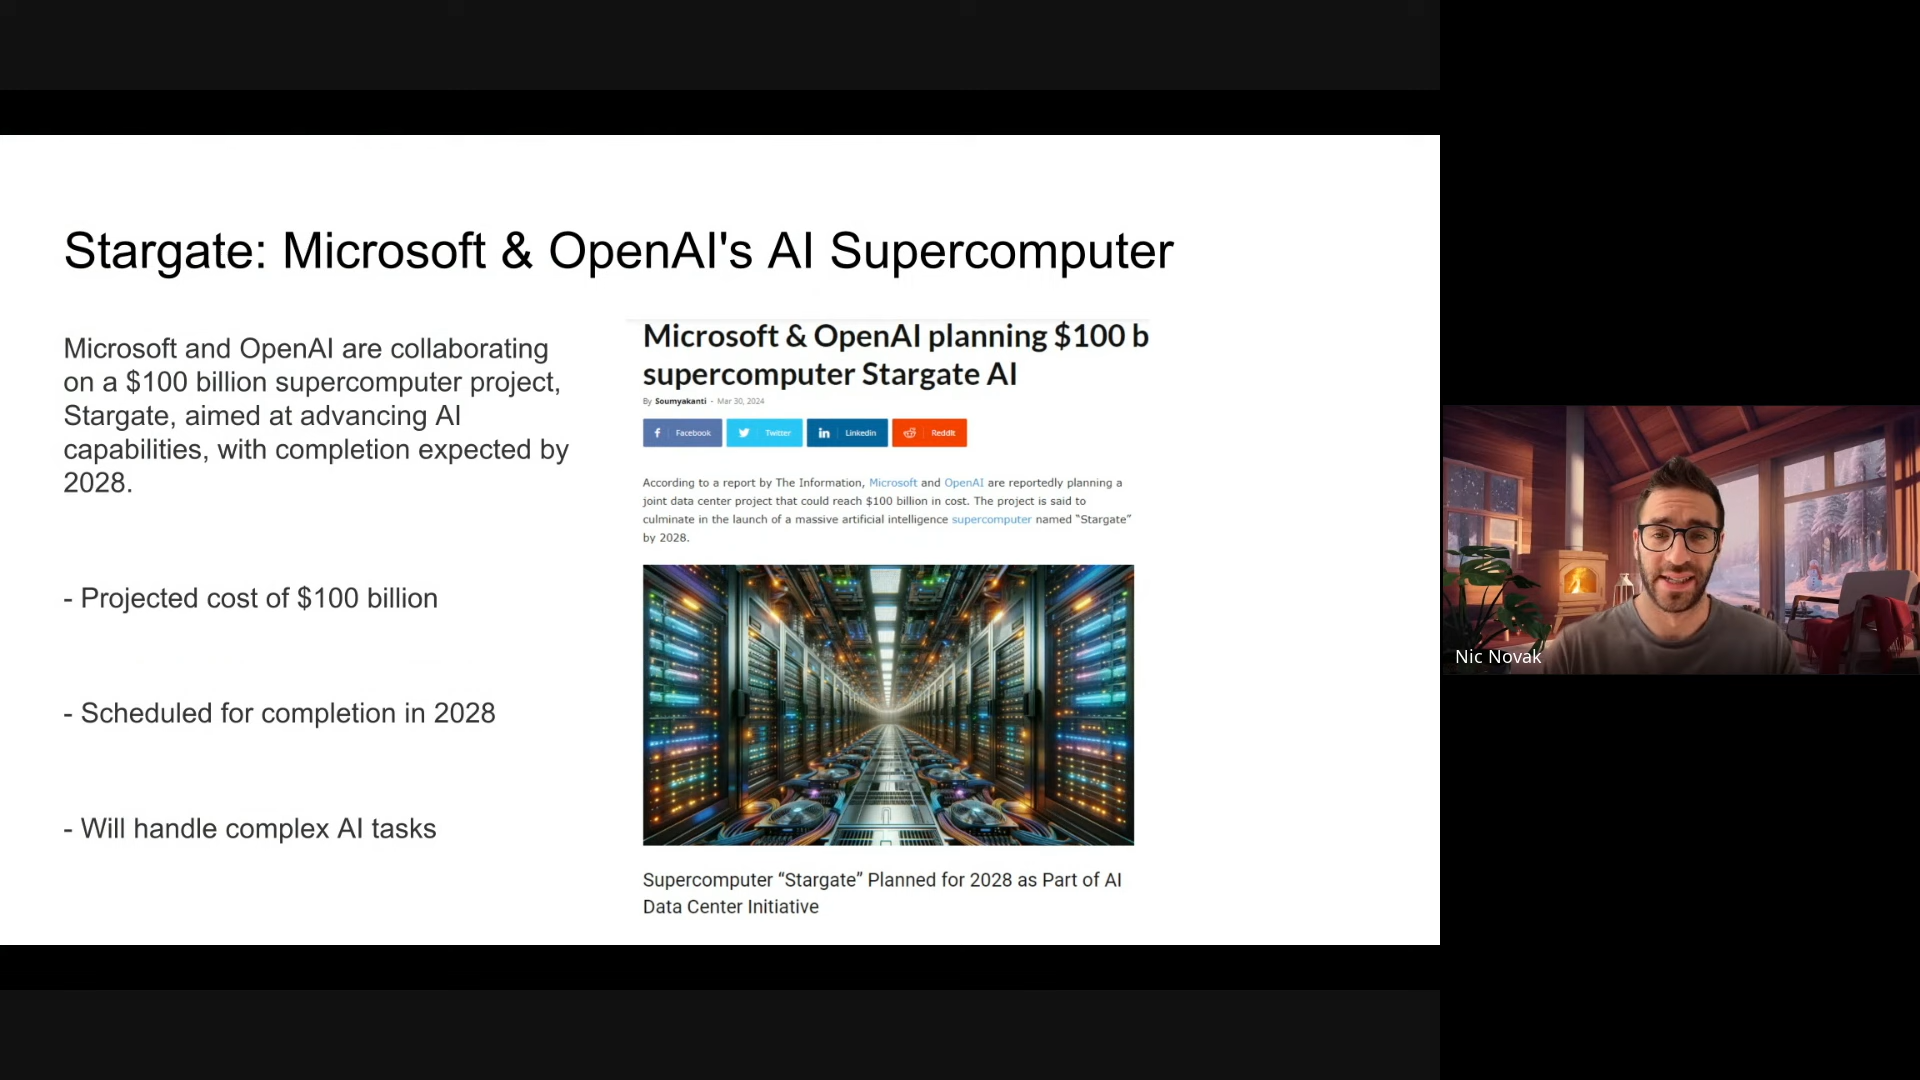 Stargate: Microsoft & OpenAI's AI Supercomputer
Microsoft and OpenAI are collaborating
on a $100 billion supercomputer project,
Stargate, aimed at advancing AI
capabilities, with completion expected by
2028.
- Projected cost of $100 billion
- Scheduled for completion in 2028
- Will handle complex AI tasks
Microsoft & OpenAI planning $100 b
supercomputer Stargate AI
By Soumyakanti - Mar 30, 2024
Facebook Twitter Linkedin ReddIt
According to a report by The Information, Microsoft and OpenAI are reportedly planning a
joint data center project that could reach $100 billion in cost. The project is said to
culminate in the launch of a massive artificial intelligence supercomputer named “Stargate”
by 2028.
Supercomputer “Stargate” Planned for 2028 as Part of AI
Data Center Initiative
Nic Novak